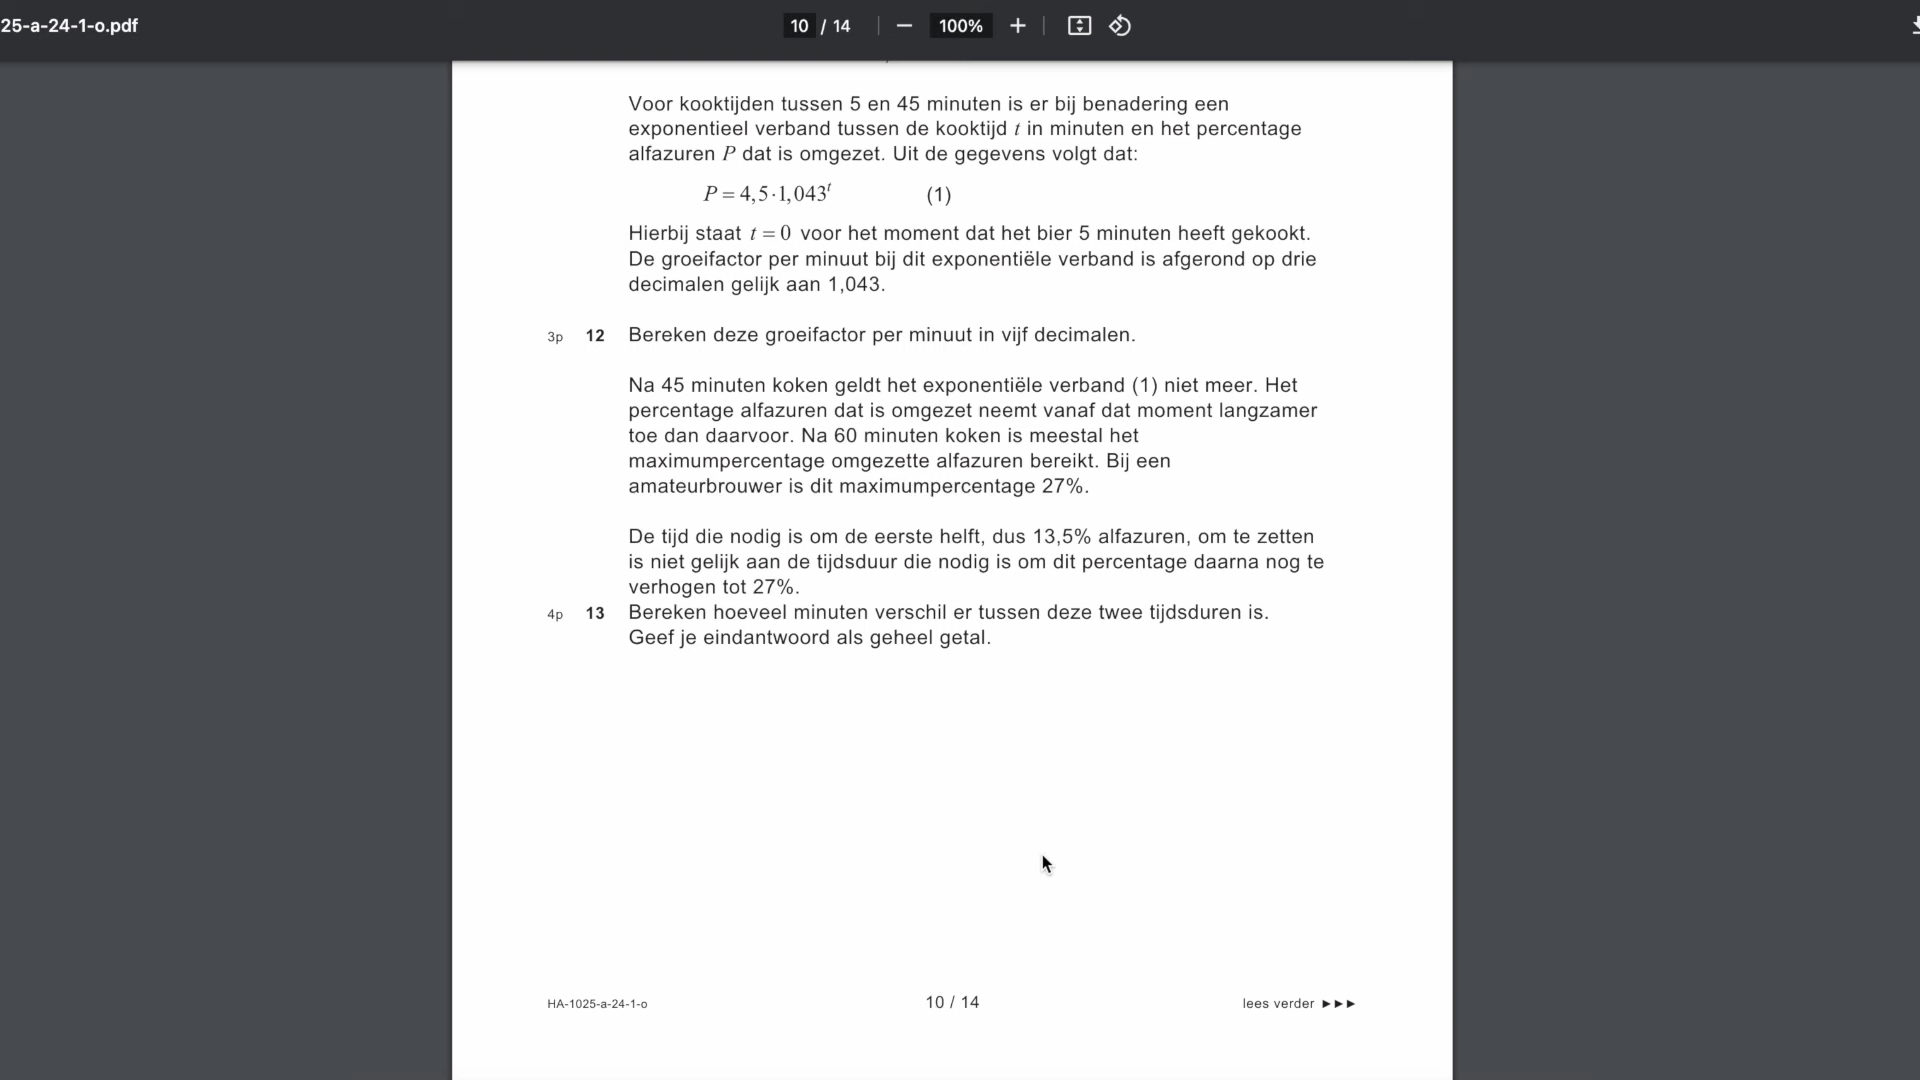 25-a-24-1-o.pdf
10 / 14
100%
Voor kooktijden tussen 5 en 45 minuten is er bij benadering een
exponentieel verband tussen de kooktijd t in minuten en het percentage
alfazuren P dat is omgezet. Uit de gegevens volgt dat:
P = 4,5·1,043^t (1)
Hierbij staat t = 0 voor het moment dat het bier 5 minuten heeft gekookt.
De groeifactor per minuut bij dit exponentiële verband is afgerond op drie
decimalen gelijk aan 1,043.
3p 12 Bereken deze groeifactor per minuut in vijf decimalen.
Na 45 minuten koken geldt het exponentiële verband (1) niet meer. Het
percentage alfazuren dat is omgezet neemt vanaf dat moment langzamer
toe dan daarvoor. Na 60 minuten koken is meestal het
maximumpercentage omgezette alfazuren bereikt. Bij een
amateurbrouwer is dit maximumpercentage 27%.
De tijd die nodig is om de eerste helft, dus 13,5% alfazuren, om te zetten
is niet gelijk aan de tijdsduur die nodig is om dit percentage daarna nog te
verhogen tot 27%.
4p 13 Bereken hoeveel minuten verschil er tussen deze twee tijdsduren is.
Geef je eindantwoord als geheel getal.
HA-1025-a-24-1-o 10 / 14 lees verder ►►►